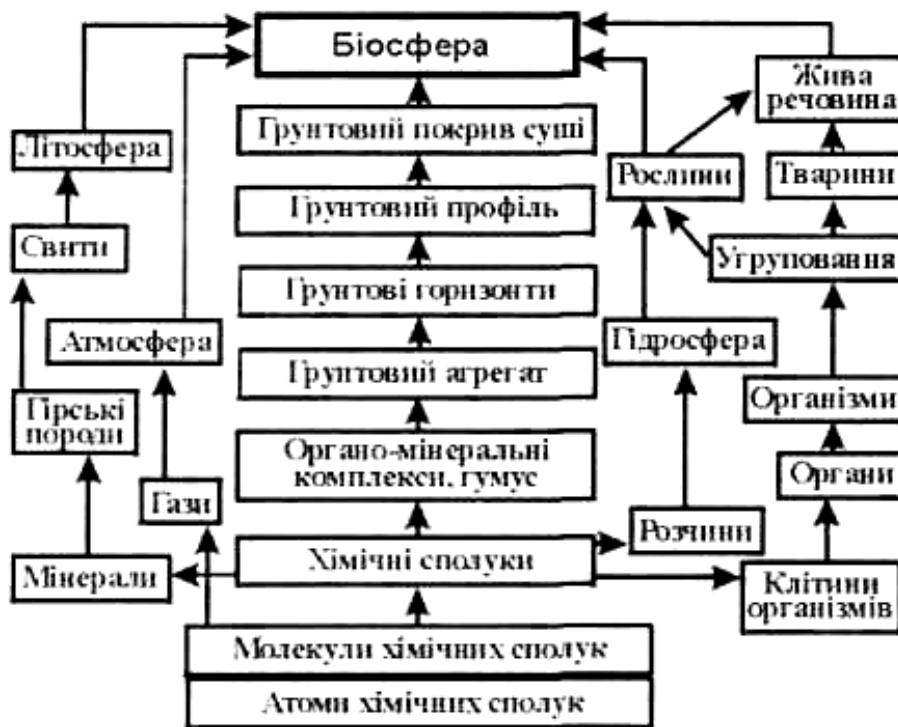 Біосфера
Жива
речовина
Грунтовий покрив суші
Літосфера
Рослини
Тварини
Грунтовий профіль
Свити
Угруповання
Грунтові горизонти
Атмосфера
Гідросфера
Грунтовий агрегат
Гірські
породи
Організми
Органо-мінеральні
комплекси, гумус
Органи
Гази
Розчини
Хімічні сполуки
Мінерали
Клітини
організмів
Молекули хімічних сполук
Атоми хімічних сполук